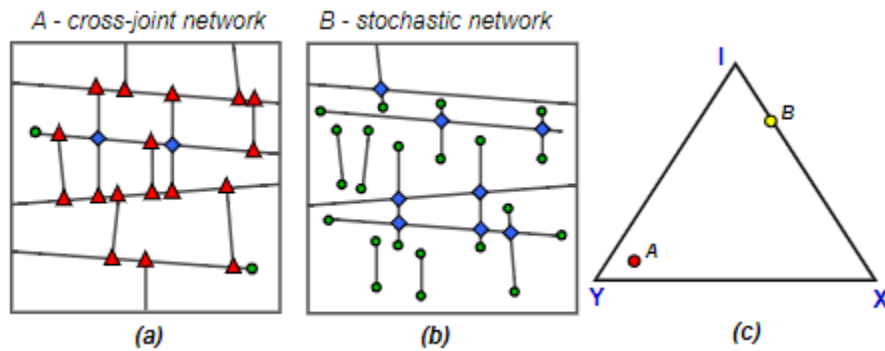 A - cross-joint network
B - stochastic network
I
B
A
Y
X
(a)
(b)
(c)